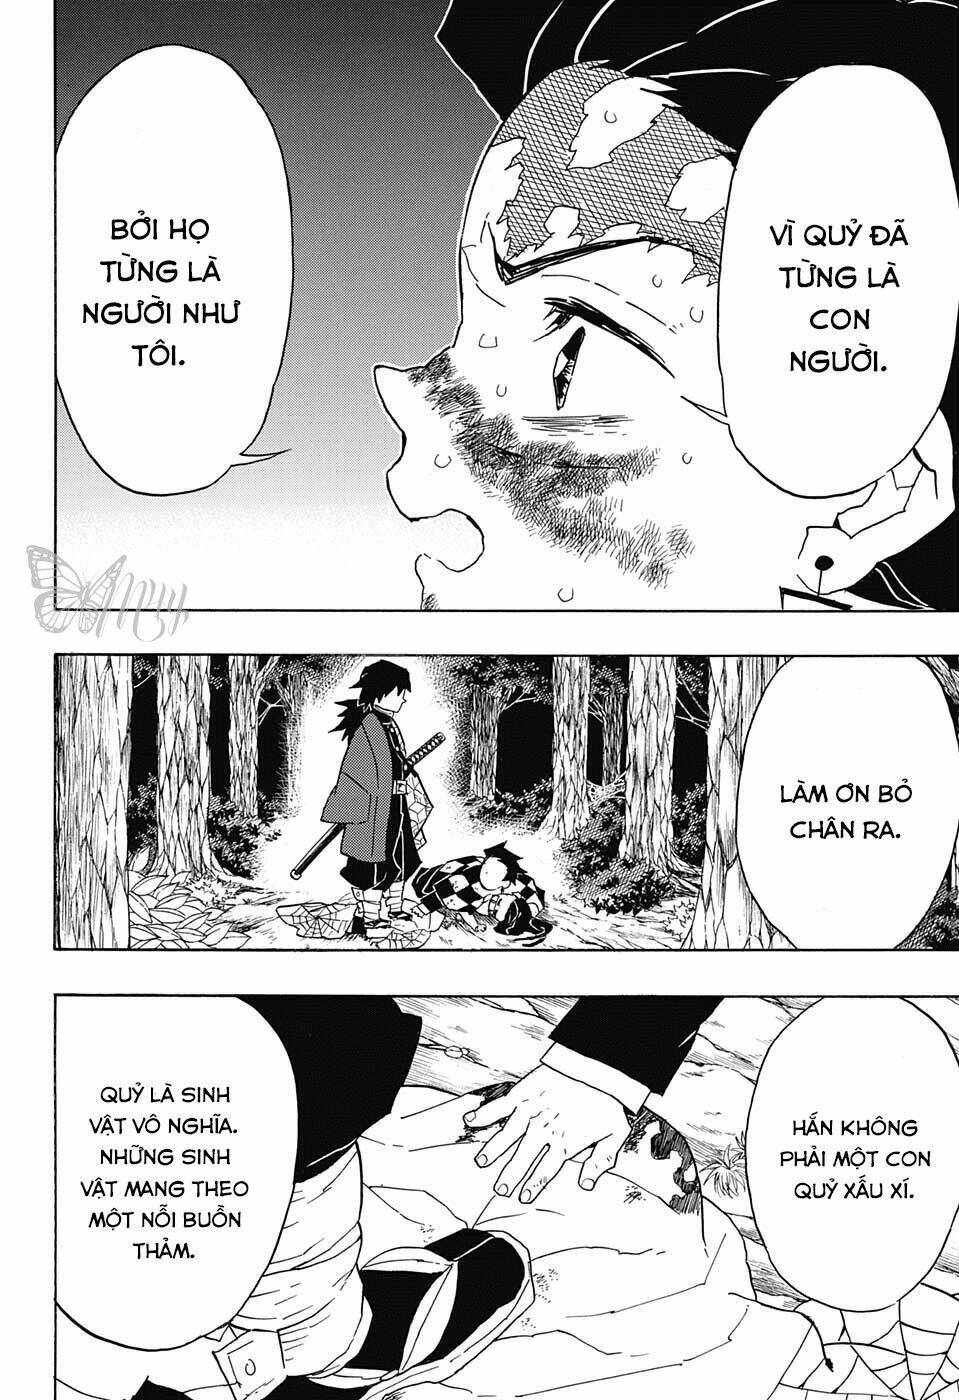 VÌ QUỶ ĐÃ
TỪNG LÀ
CON
NGƯỜI.
BỞI HỌ
TỪNG LÀ
NGƯỜI NHƯ
TÔI.
Muy
LÀM ƠN BỎ
CHÂN RA.
HẮN KHÔNG
PHẢI MỘT CON
QUỶ XẤU XÍ.
QUỶ LÀ SINH
VẬT VÔ NGHĨA.
NHỮNG SINH
VẬT MANG THEO
MỘT NỖI BUỒN
THẢM.